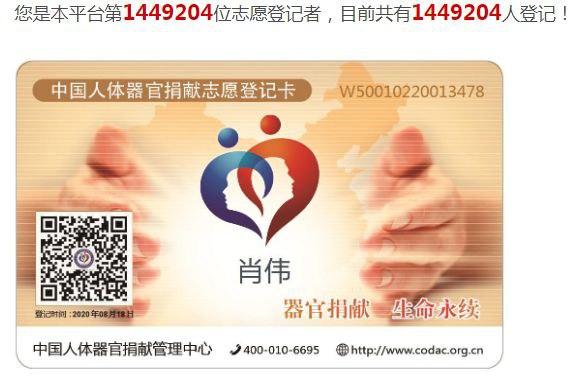 您是本平台第1449204位志愿登记者，目前共有1449204人登记！
中国人体器官捐献志愿登记卡
W50010220013478
肖伟
器官捐献 生命永续
登记时间：2020年08月18日
中国人体器官捐献管理中心 400-010-6695 http://www.codac.org.cn